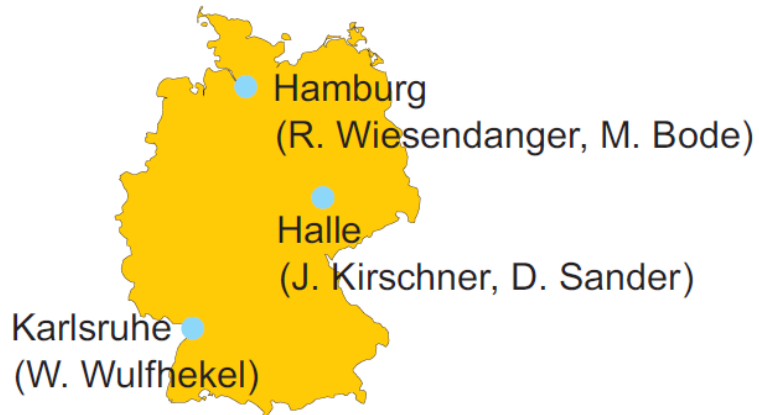 Hamburg
(R. Wiesendanger, M. Bode)
Halle
(J. Kirschner, D. Sander)
Karlsruhe
(W. Wulfhekel)